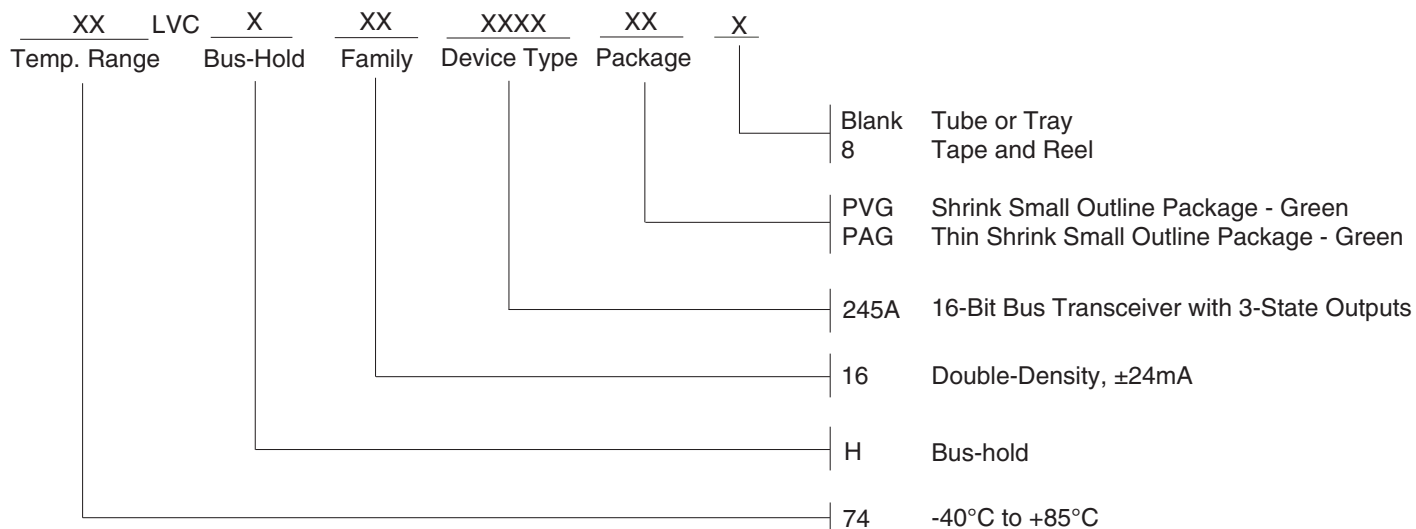 XX LVC X XX XXXX XX X
Temp. Range Bus-Hold Family Device Type Package
Blank Tube or Tray
8 Tape and Reel
PVG Shrink Small Outline Package - Green
PAG Thin Shrink Small Outline Package - Green
245A 16-Bit Bus Transceiver with 3-State Outputs
16 Double-Density, ±24mA
H Bus-hold
74 -40°C to +85°C